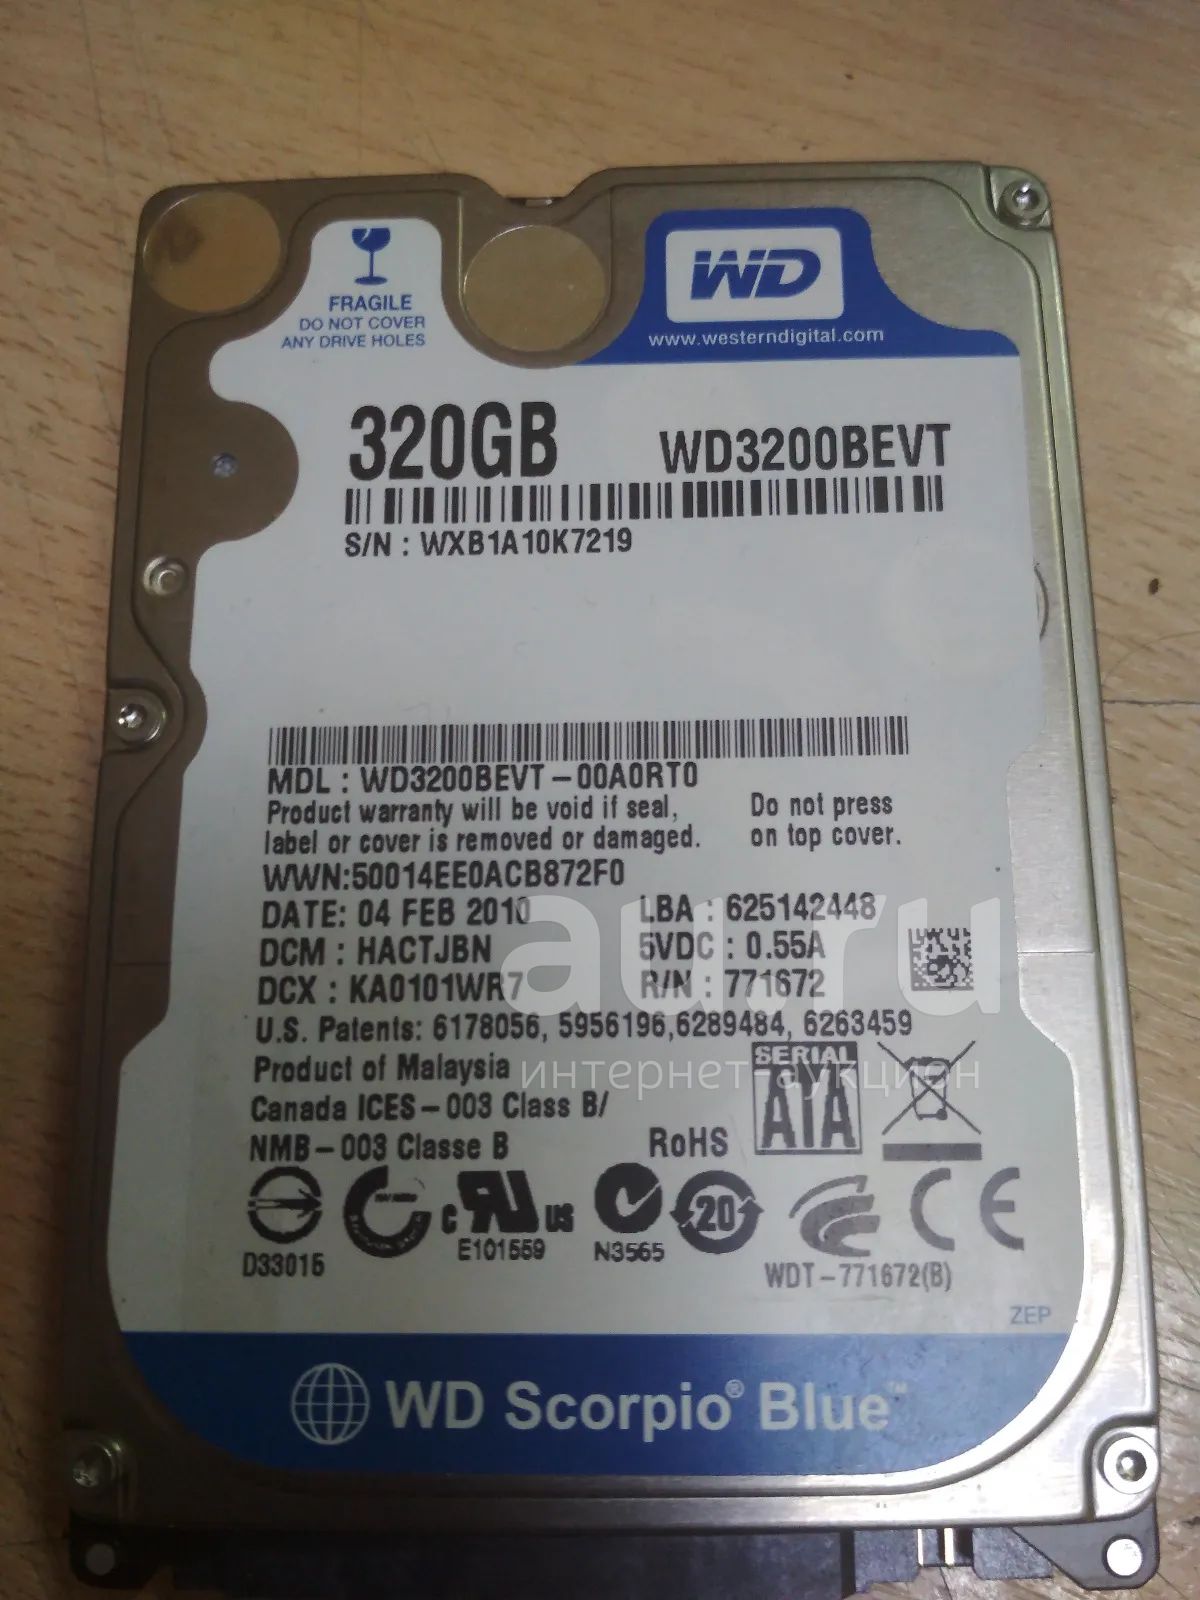 FRAGILE
DO NOT COVER
ANY DRIVE HOLES
WD
www.westerndigital.com
320GB WD3200BEVT
S/N : WXB1A10K7219
MDL : WD3200BEVT-00A0RT0
Product warranty will be void if seal,
label or cover is removed or damaged.
Do not press
on top cover.
WWN:50014EE0ACB872F0
DATE: 04 FEB 2010 LBA : 625142448
DCM : HACTJBN 5VDC : 0.55A
DCX : KA0101WR7 R/N : 771672
U.S. Patents: 6178056, 5956196,6289484, 6263459
Product of Malaysia
Canada ICES-003 Class B/
NMB-003 Classe B
RoHS
SERIAL
ATA
au.ru
интернет-аукцион
D33015
C UR US
E101559
N3565
20
CE
WDT-771672(B)
ZEP
WD Scorpio® Blue™